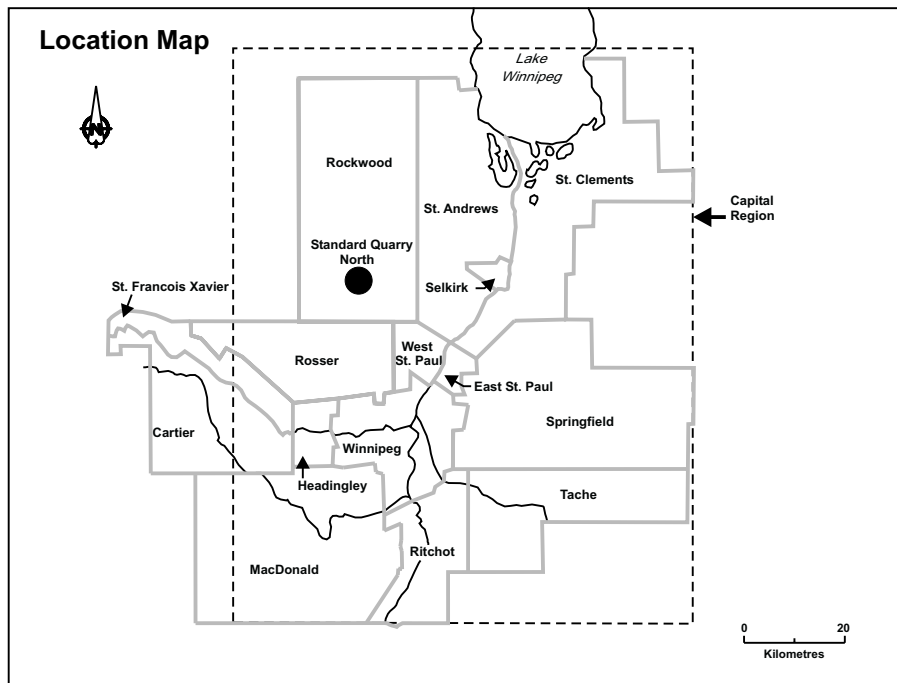 Location Map
N
Lake
Winnipeg
Rockwood
St. Clements
St. Andrews
Capital
Region
Standard Quarry
North
St. Francois Xavier
Selkirk
West
St. Paul
Rosser
East St. Paul
Springfield
Cartier
Winnipeg
Headingley
Tache
Ritchot
MacDonald
0 20
Kilometres